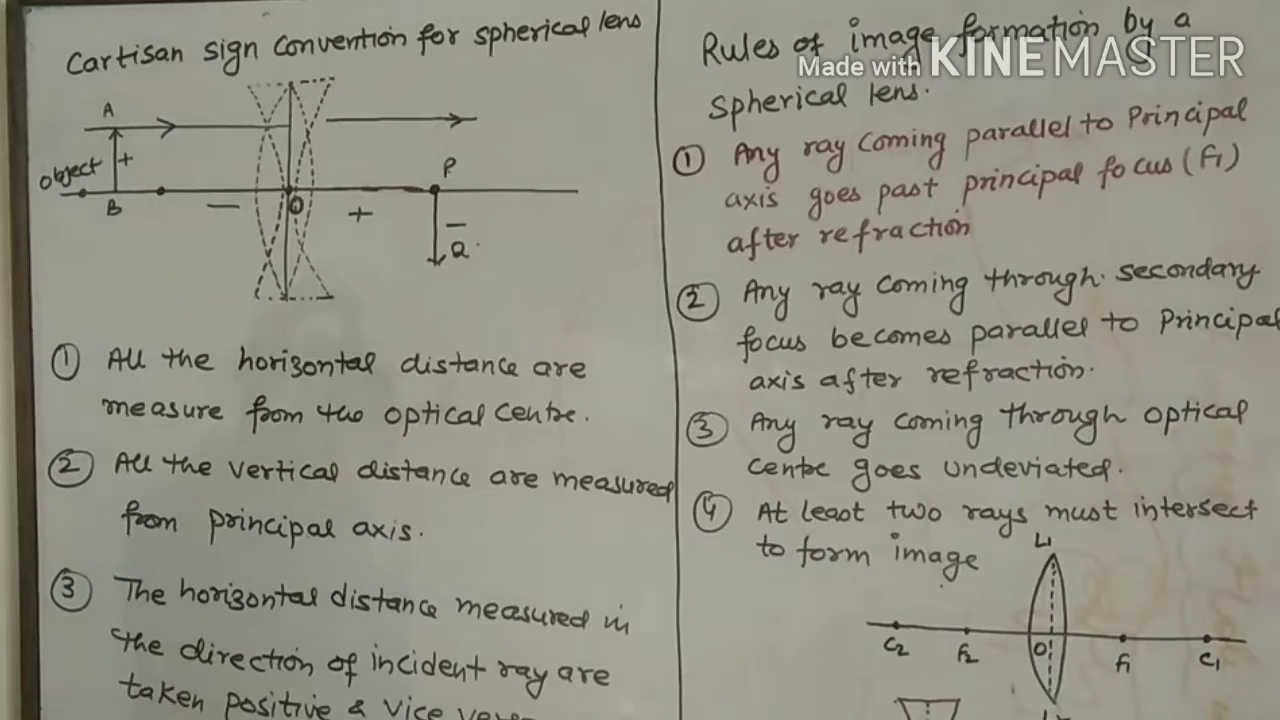 Cartisan sign convention for spherical lens
A
object
+
B
−
O
+
P
−
Q
① All the horizontal distance are
measure from the optical centre.
② All the vertical distance are measured
from principal axis.
③ The horizontal distance measured in
the direction of incident ray are
taken positive & vice
Rules of image formation by a
Made with KINEMASTER
spherical lens.
① Any ray coming parallel to Principal
axis goes past principal focus (F1)
after refraction
② Any ray coming through secondary
focus becomes parallel to Principal
axis after refraction.
③ Any ray coming through optical
centre goes undeviated.
④ At least two rays must intersect
to form image
L1
C2
F2
O
F1
C1